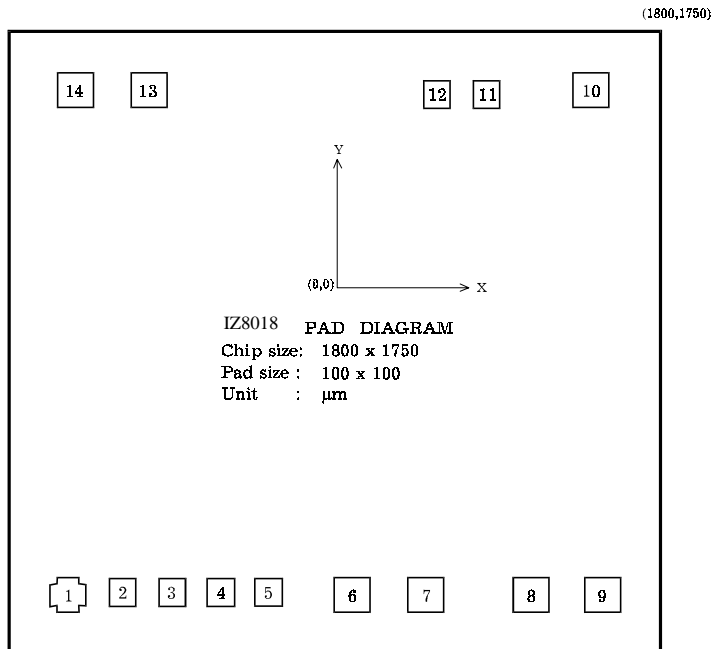 (1800,1750)
14 13 12 11 10
Y
(0,0) X
IZ8018 PAD DIAGRAM
Chip size: 1800 x 1750
Pad size : 100 x 100
Unit : μm
1 2 3 4 5 6 7 8 9